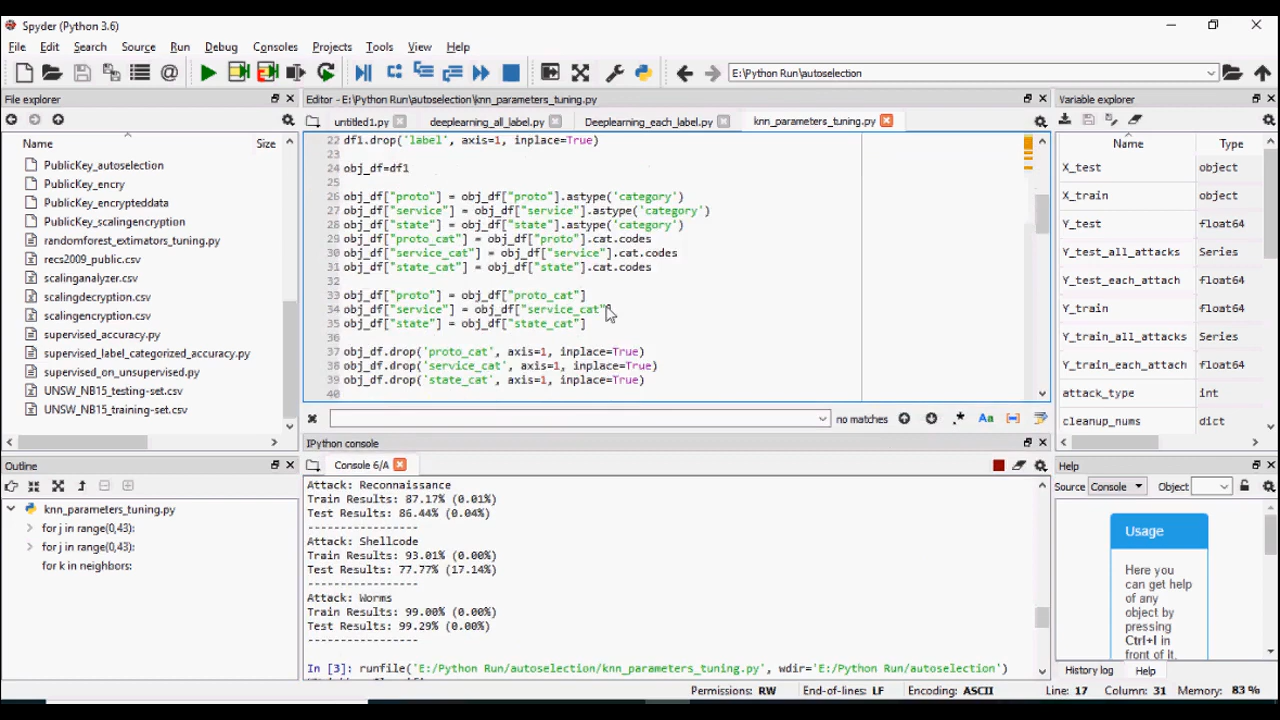 Spyder (Python 3.6)
File Edit Search Source Run Debug Consoles Projects Tools View Help
E:\Python Run\autoselection
File explorer
Name Size
PublicKey_autoselection
PublicKey_encry
PublicKey_encrypteddata
PublicKey_scalingencryption
randomforest_extimators_tuning.py
recs2009_public.csv
scalinganalyzer.csv
scalingdecryption.csv
scalingencryption.csv
supervised_accuracy.py
supervised_label_categorized_accuracy.py
supervised_on_unsupervised.py
UNSW_NB15_testing-set.csv
UNSW_NB15_training-set.csv
Outline
knn_parameters_tuning.py
for j in range(0,43):
for j in range(0,43):
for k in neighbors:
Editor - E:\Python Run\autoselection\knn_parameters_tuning.py
untitled1.py deeplearning_all_label.py Deeplearning_each_label.py knn_parameters_tuning.py
22 df1.drop('label', axis=1, inplace=True)
23
24 obj_df=df1
25
26 obj_df["proto"] = obj_df["proto"].astype('category')
27 obj_df["service"] = obj_df["service"].astype('category')
28 obj_df["state"] = obj_df["state"].astype('category')
29 obj_df["proto_cat"] = obj_df["proto"].cat.codes
30 obj_df["service_cat"] = obj_df["service"].cat.codes
31 obj_df["state_cat"] = obj_df["state"].cat.codes
32
33 obj_df["proto"] = obj_df["proto_cat"]
34 obj_df["service"] = obj_df["service_cat"]
35 obj_df["state"] = obj_df["state_cat"]
36
37 obj_df.drop('proto_cat', axis=1, inplace=True)
38 obj_df.drop('service_cat', axis=1, inplace=True)
39 obj_df.drop('state_cat', axis=1, inplace=True)
40
no matches Aa
IPython console
Console 6/A
Attack: Reconnaissance
Train Results: 87.17% (0.01%)
Test Results: 86.44% (0.04%)
-----------------
Attack: Shellcode
Train Results: 93.01% (0.00%)
Test Results: 77.77% (17.14%)
-----------------
Attack: Worms
Train Results: 99.00% (0.00%)
Test Results: 99.29% (0.00%)
-----------------
In [3]: runfile('E:/Python Run/autoselection/knn_parameters_tuning.py', wdir='E:/Python Run/autoselection')
Variable explorer
Name Type
X_test object
X_train object
Y_test float64
Y_test_all_attacks Series
Y_test_each_attack float64
Y_train float64
Y_train_all_attacks Series
Y_train_each_attack float64
attack_type int
cleanup_nums dict
Help
Source Console Object
Usage
Here you
can get help
of any
object by
pressing
Ctrl+I in
front of it,
History log Help
Permissions: RW End-of-lines: LF Encoding: ASCII Line: 17 Column: 31 Memory: 83 %